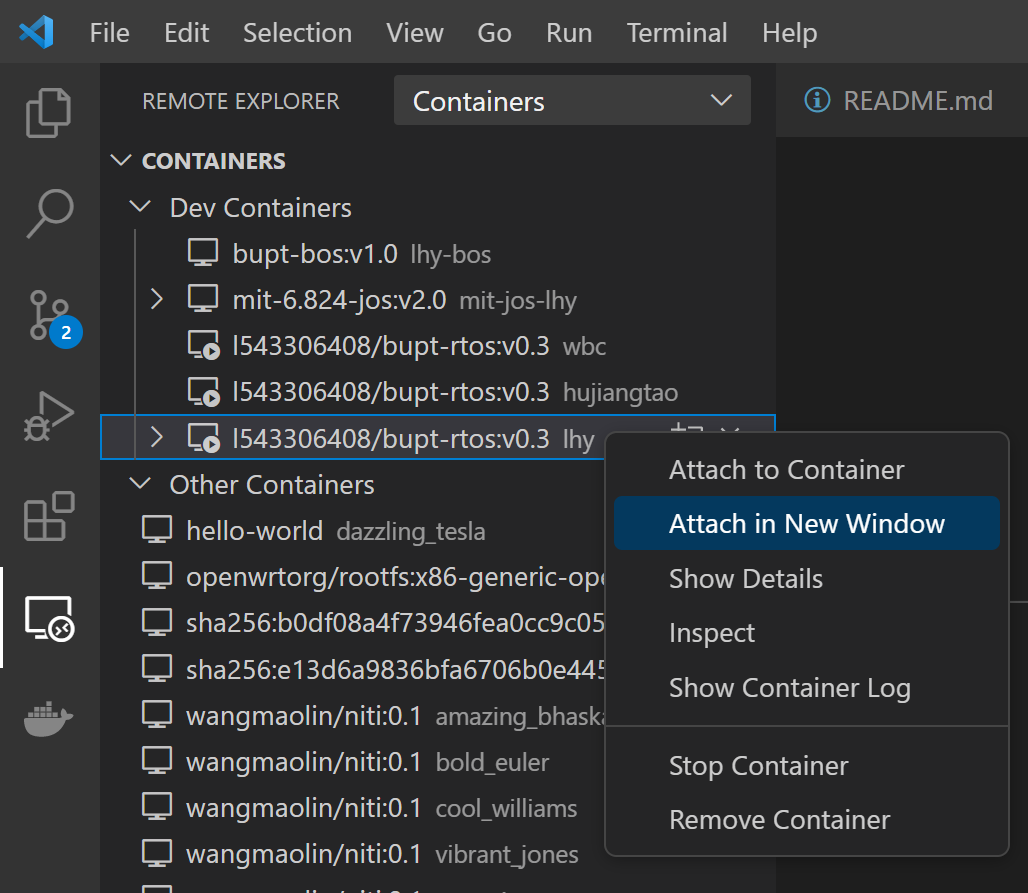 File Edit Selection View Go Run Terminal Help
REMOTE EXPLORER Containers README.md
CONTAINERS
Dev Containers
bupt-bos:v1.0 lhy-bos
mit-6.824-jos:v2.0 mit-jos-lhy
l543306408/bupt-rtos:v0.3 wbc
2
l543306408/bupt-rtos:v0.3 hujiangtao
l543306408/bupt-rtos:v0.3 lhy
Attach to Container
Attach in New Window
Show Details
Inspect
Show Container Log
Stop Container
Remove Container
Other Containers
hello-world dazzling_tesla
openwrtorg/rootfs:x86-generic-ope
sha256:b0df08a4f73946fea0cc9c05
sha256:e13d6a9836bfa6706b0e445
wangmaolin/niti:0.1 amazing_bhaska
wangmaolin/niti:0.1 bold_euler
wangmaolin/niti:0.1 cool_williams
wangmaolin/niti:0.1 vibrant_jones